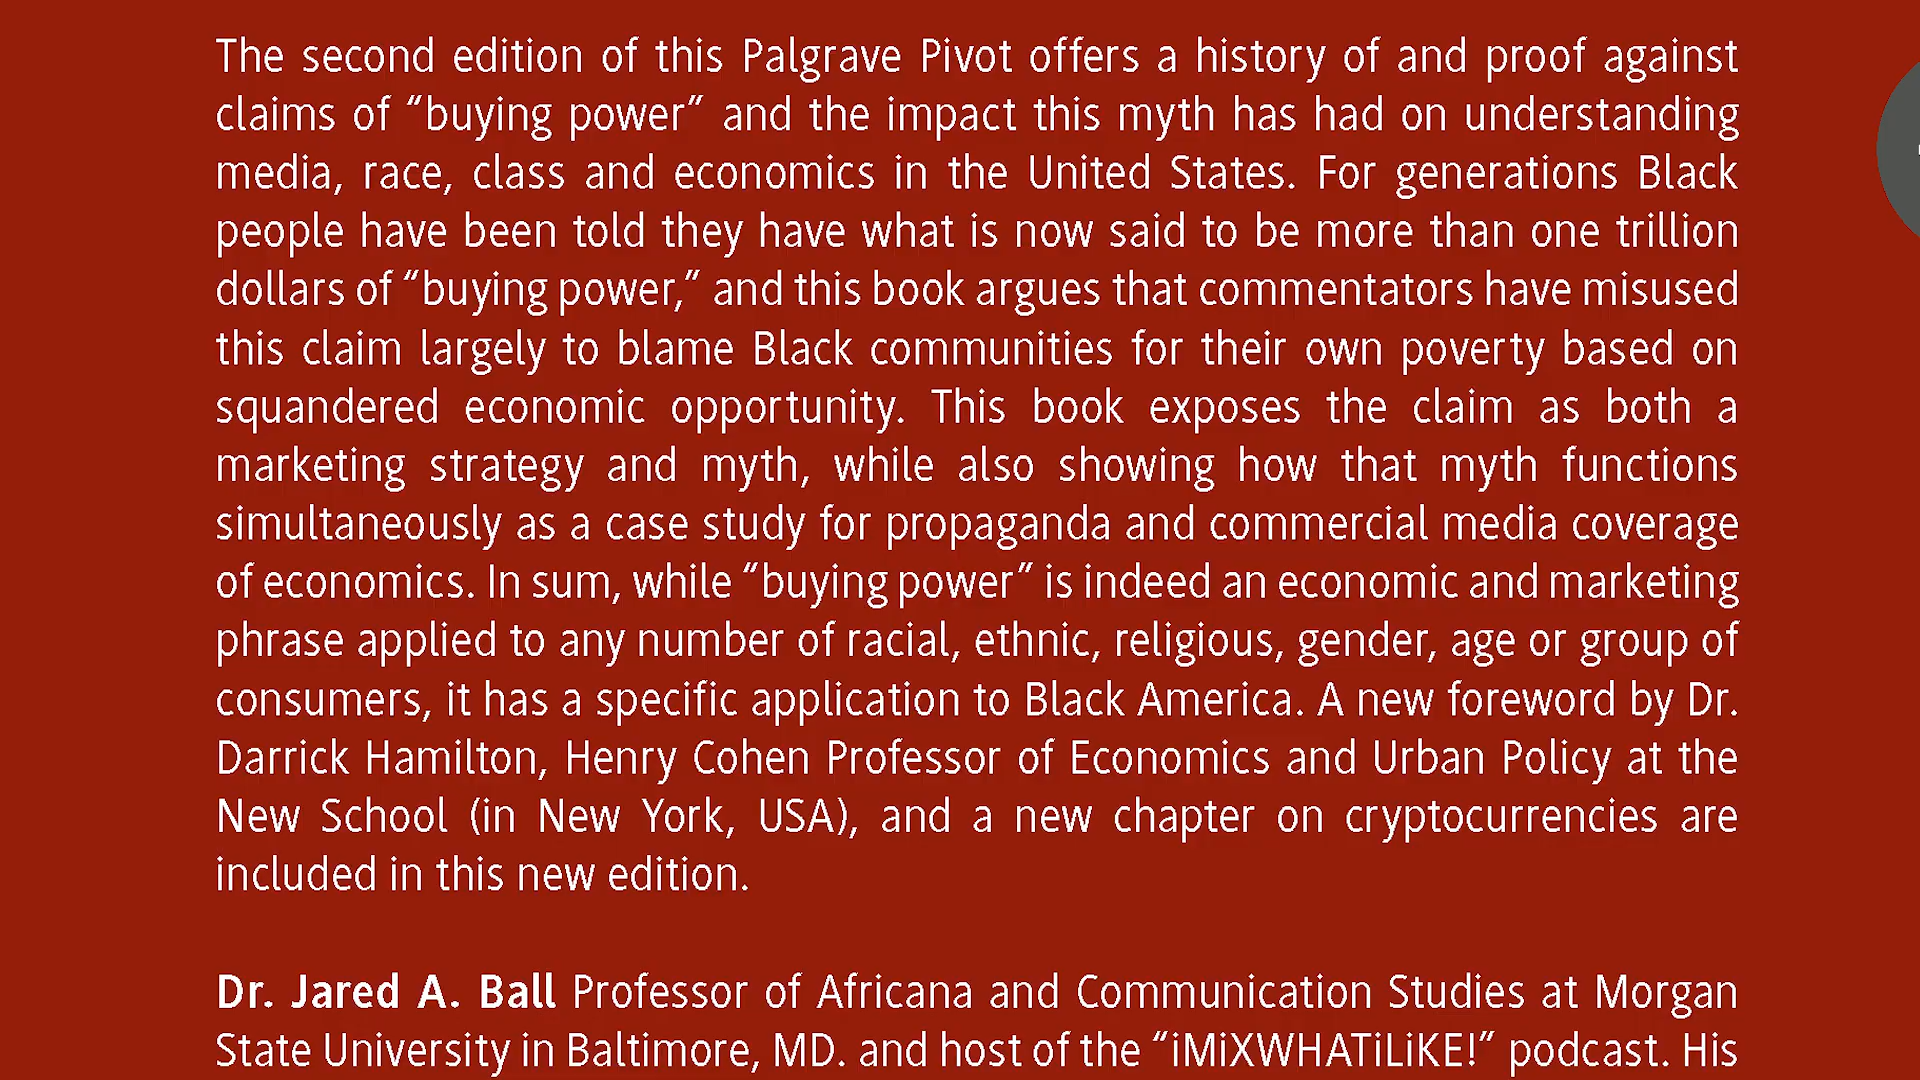 The second edition of this Palgrave Pivot offers a history of and proof against
claims of “buying power” and the impact this myth has had on understanding
media, race, class and economics in the United States. For generations Black
people have been told they have what is now said to be more than one trillion
dollars of “buying power,” and this book argues that commentators have misused
this claim largely to blame Black communities for their own poverty based on
squandered economic opportunity. This book exposes the claim as both a
marketing strategy and myth, while also showing how that myth functions
simultaneously as a case study for propaganda and commercial media coverage
of economics. In sum, while “buying power” is indeed an economic and marketing
phrase applied to any number of racial, ethnic, religious, gender, age or group of
consumers, it has a specific application to Black America. A new foreword by Dr.
Darrick Hamilton, Henry Cohen Professor of Economics and Urban Policy at the
New School (in New York, USA), and a new chapter on cryptocurrencies are
included in this new edition.
Dr. Jared A. Ball Professor of Africana and Communication Studies at Morgan
State University in Baltimore, MD. and host of the “iMiXWHATiLiKE!” podcast. His